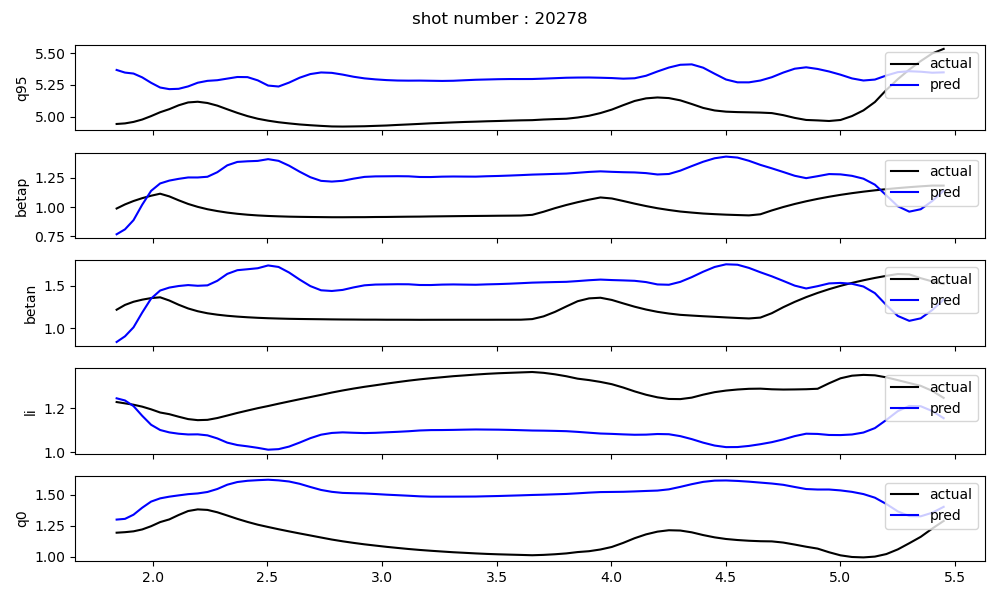 shot number : 20278
5.50
5.25
5.00
q95
actual
pred
1.25
1.00
0.75
betap
actual
pred
1.5
1.0
betan
actual
pred
1.2
1.0
li
actual
pred
1.50
1.25
1.00
q0
actual
pred
2.0 2.5 3.0 3.5 4.0 4.5 5.0 5.5